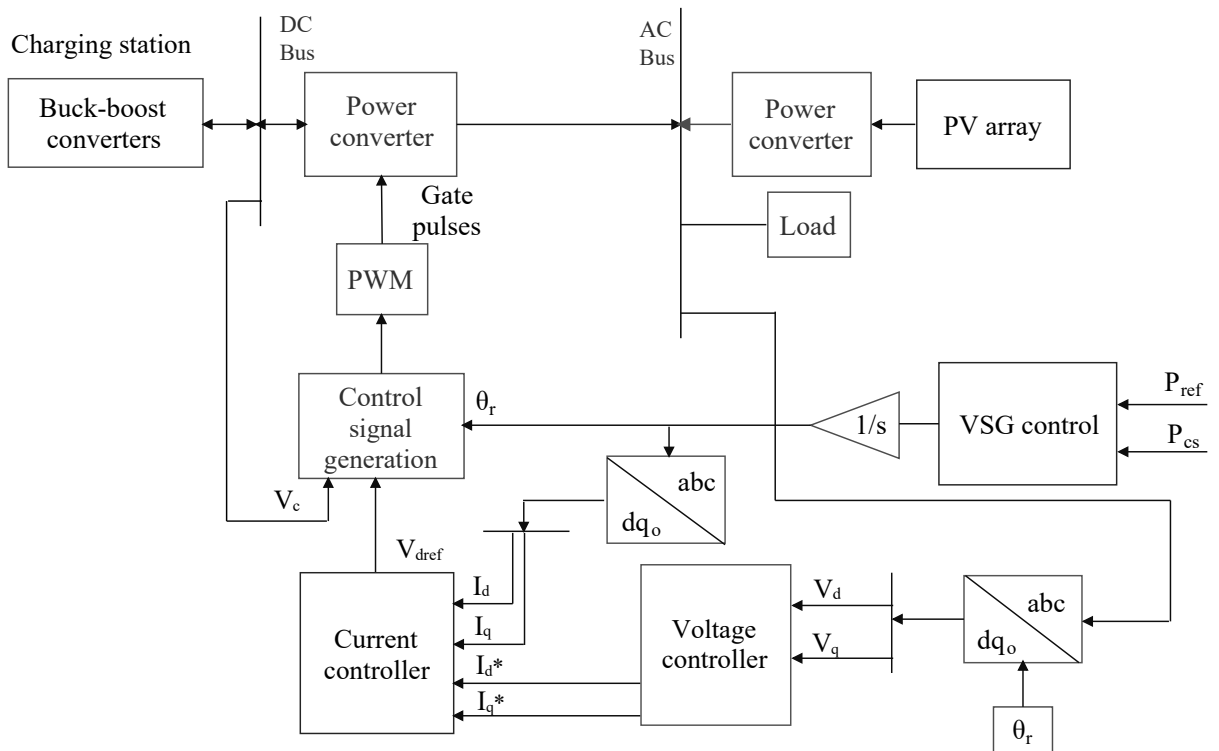 Charging station
DC
Bus
AC
Bus
Buck-boost
converters
Power
converter
Power
converter
PV array
Gate
pulses
Load
PWM
Control
signal
generation
θr
1/s
VSG control
Pref
Pcs
Vc
abc
dqo
Vdref
Current
controller
Id
Iq
Id*
Iq*
Voltage
controller
Vd
Vq
abc
dqo
θr